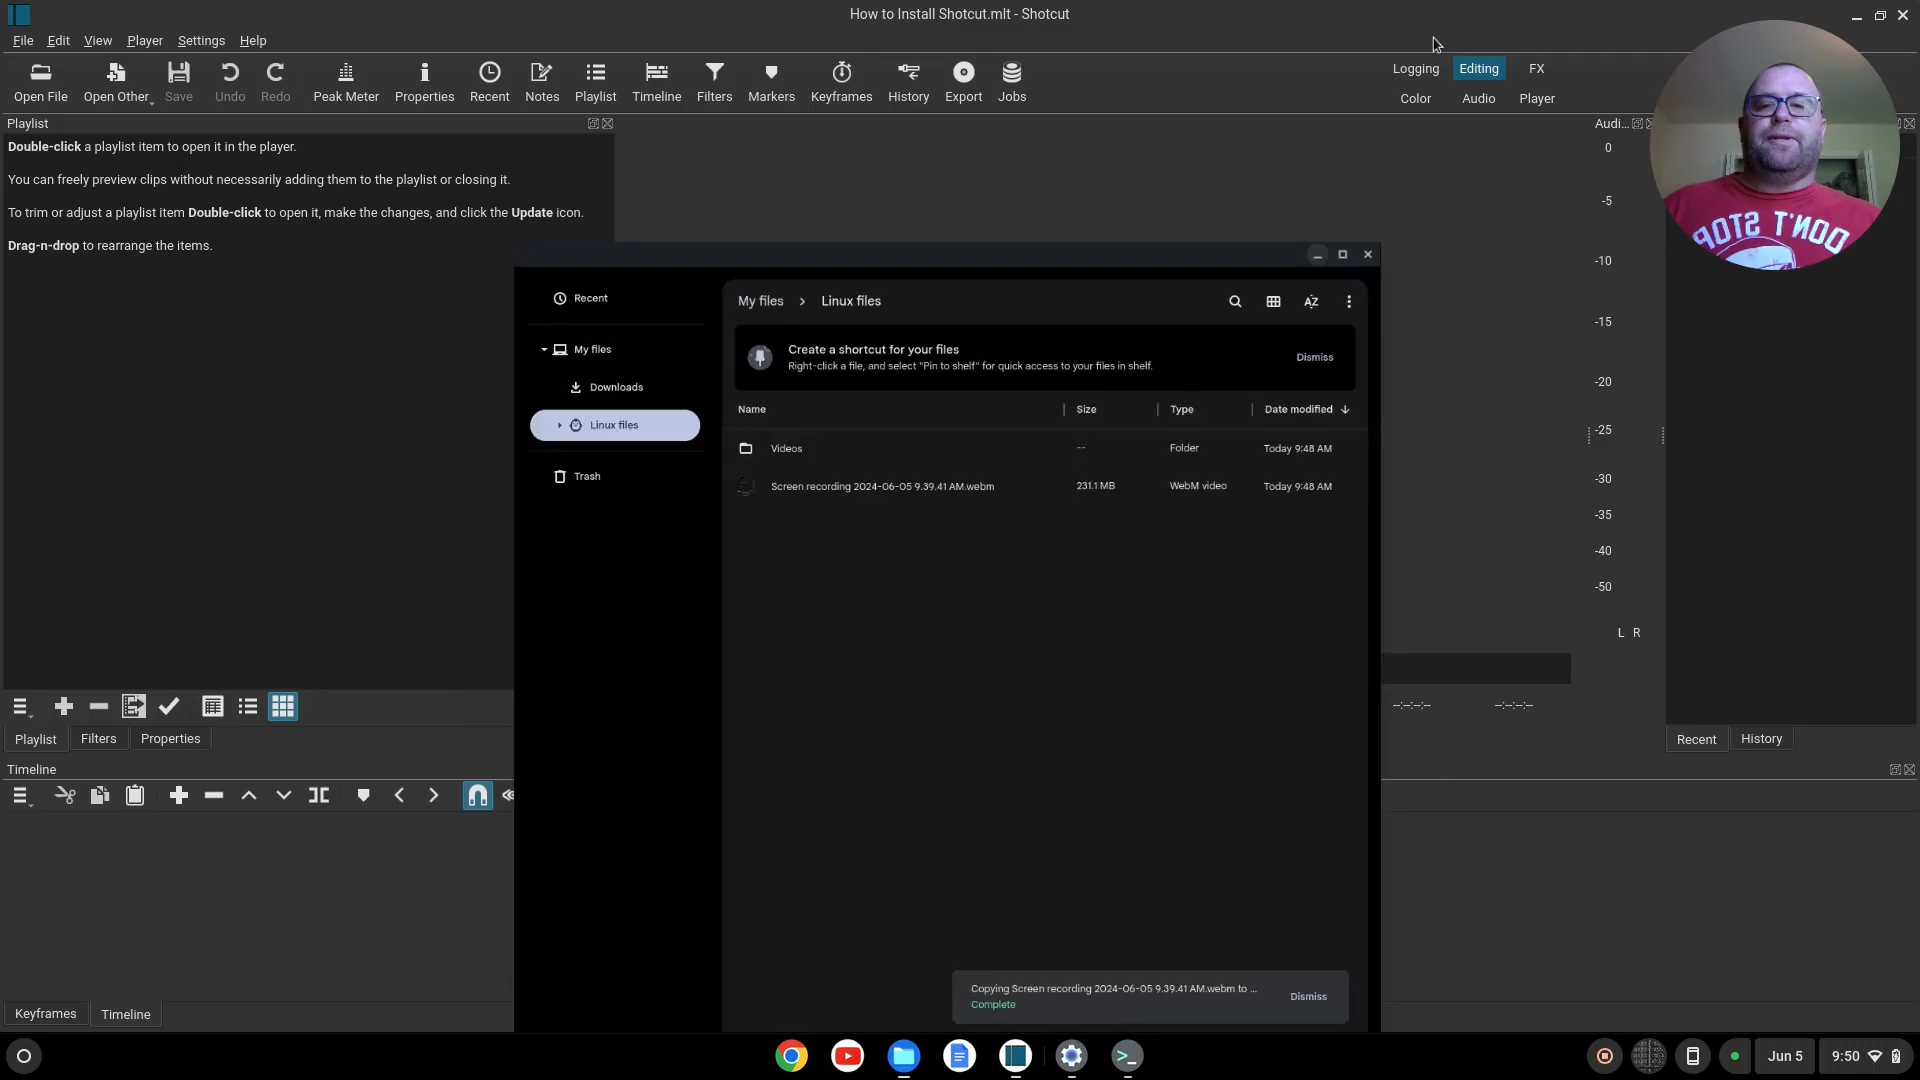 How to Install Shotcut.mlt - Shotcut
File Edit View Player Settings Help
Open File Open Other Save Undo Redo Peak Meter Properties Recent Notes Playlist Timeline Filters Markers Keyframes History Export Jobs
Logging Editing FX
Color Audio Player
Playlist
Double-click a playlist item to open it in the player.
You can freely preview clips without necessarily adding them to the playlist or closing it.
To trim or adjust a playlist item Double-click to open it, make the changes, and click the Update icon.
Drag-n-drop to rearrange the items.
Audi...
0
-5
-10
-15
-20
-25
-30
-35
-40
-50
L R
DON'T STOP
Recent
My files
Downloads
Linux files
Trash
My files > Linux files
AZ
Create a shortcut for your files
Right-click a file, and select "Pin to shelf" for quick access to your files in shelf.
Dismiss
Name Size Type Date modified
Videos -- Folder Today 9:48 AM
Screen recording 2024-06-05 9.39.41 AM.webm 231.1 MB WebM video Today 9:48 AM
Copying Screen recording 2024-06-05 9.39.41 AM.webm to ...
Complete
Dismiss
--:--:--:-- --:--:--:--
Playlist Filters Properties
Recent History
Timeline
Keyframes Timeline
Jun 5 9:50